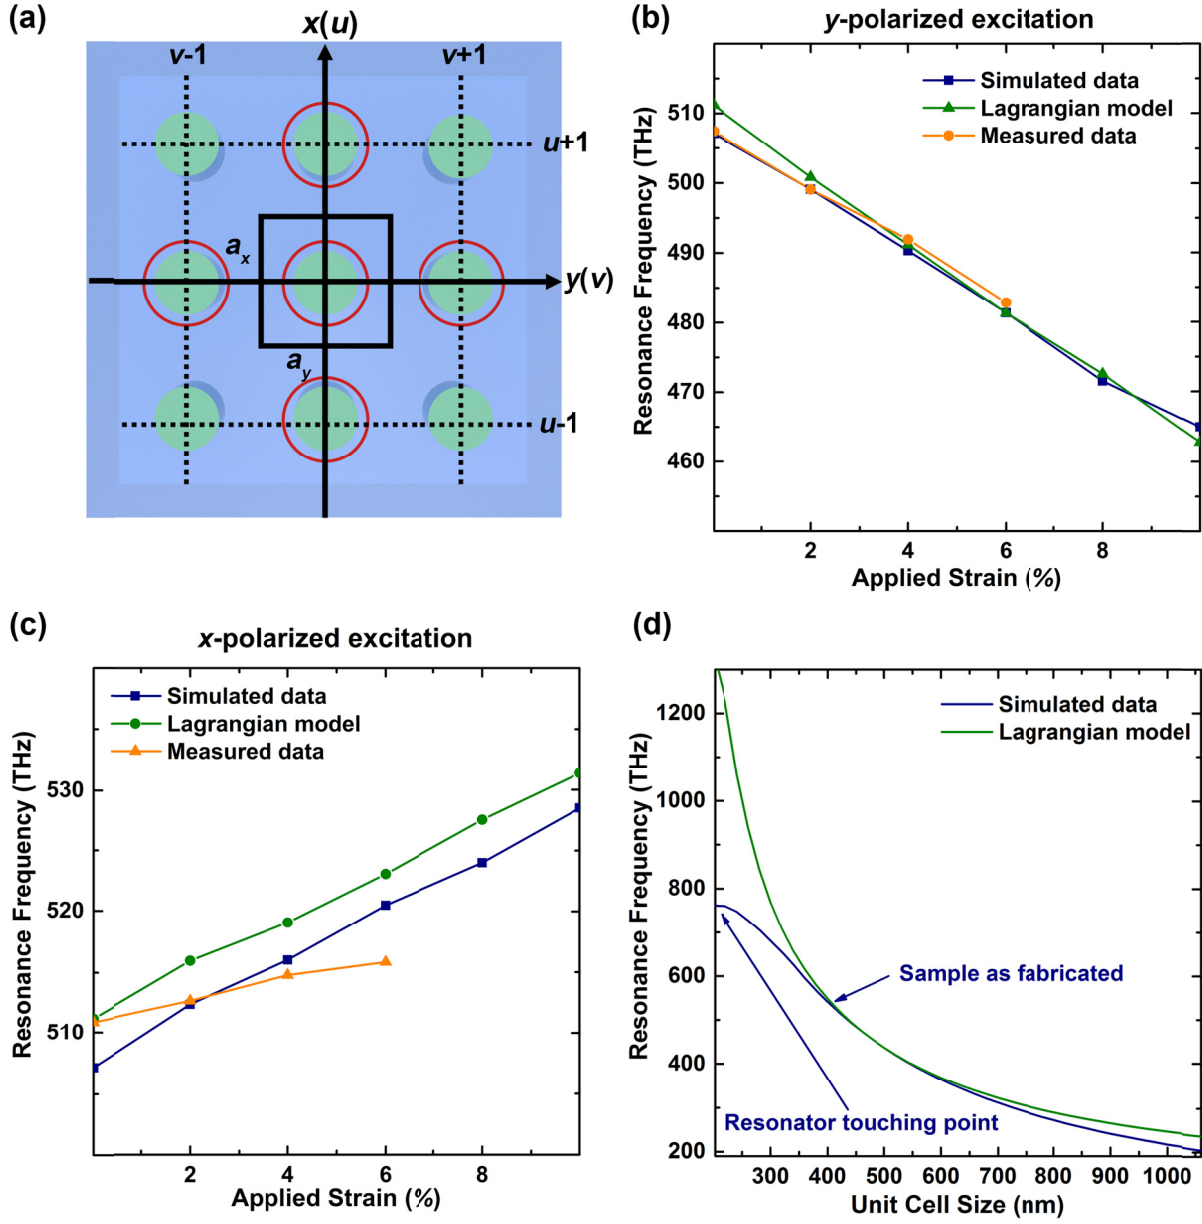 (a)
x(u)
v-1
v+1
u+1
a_x
y(v)
a_y
u-1
(b)
y-polarized excitation
Simulated data
Lagrangian model
Measured data
Resonance Frequency (THz)
510
500
490
480
470
460
2 4 6 8
Applied Strain (%)
(c)
x-polarized excitation
Simulated data
Lagrangian model
Measured data
Resonance Frequency (THz)
530
520
510
2 4 6 8
Applied Strain (%)
(d)
Simulated data
Lagrangian model
Resonance Frequency (THz)
1200
1000
800
600
400
200
Sample as fabricated
Resonator touching point
300 400 500 600 700 800 900 1000
Unit Cell Size (nm)